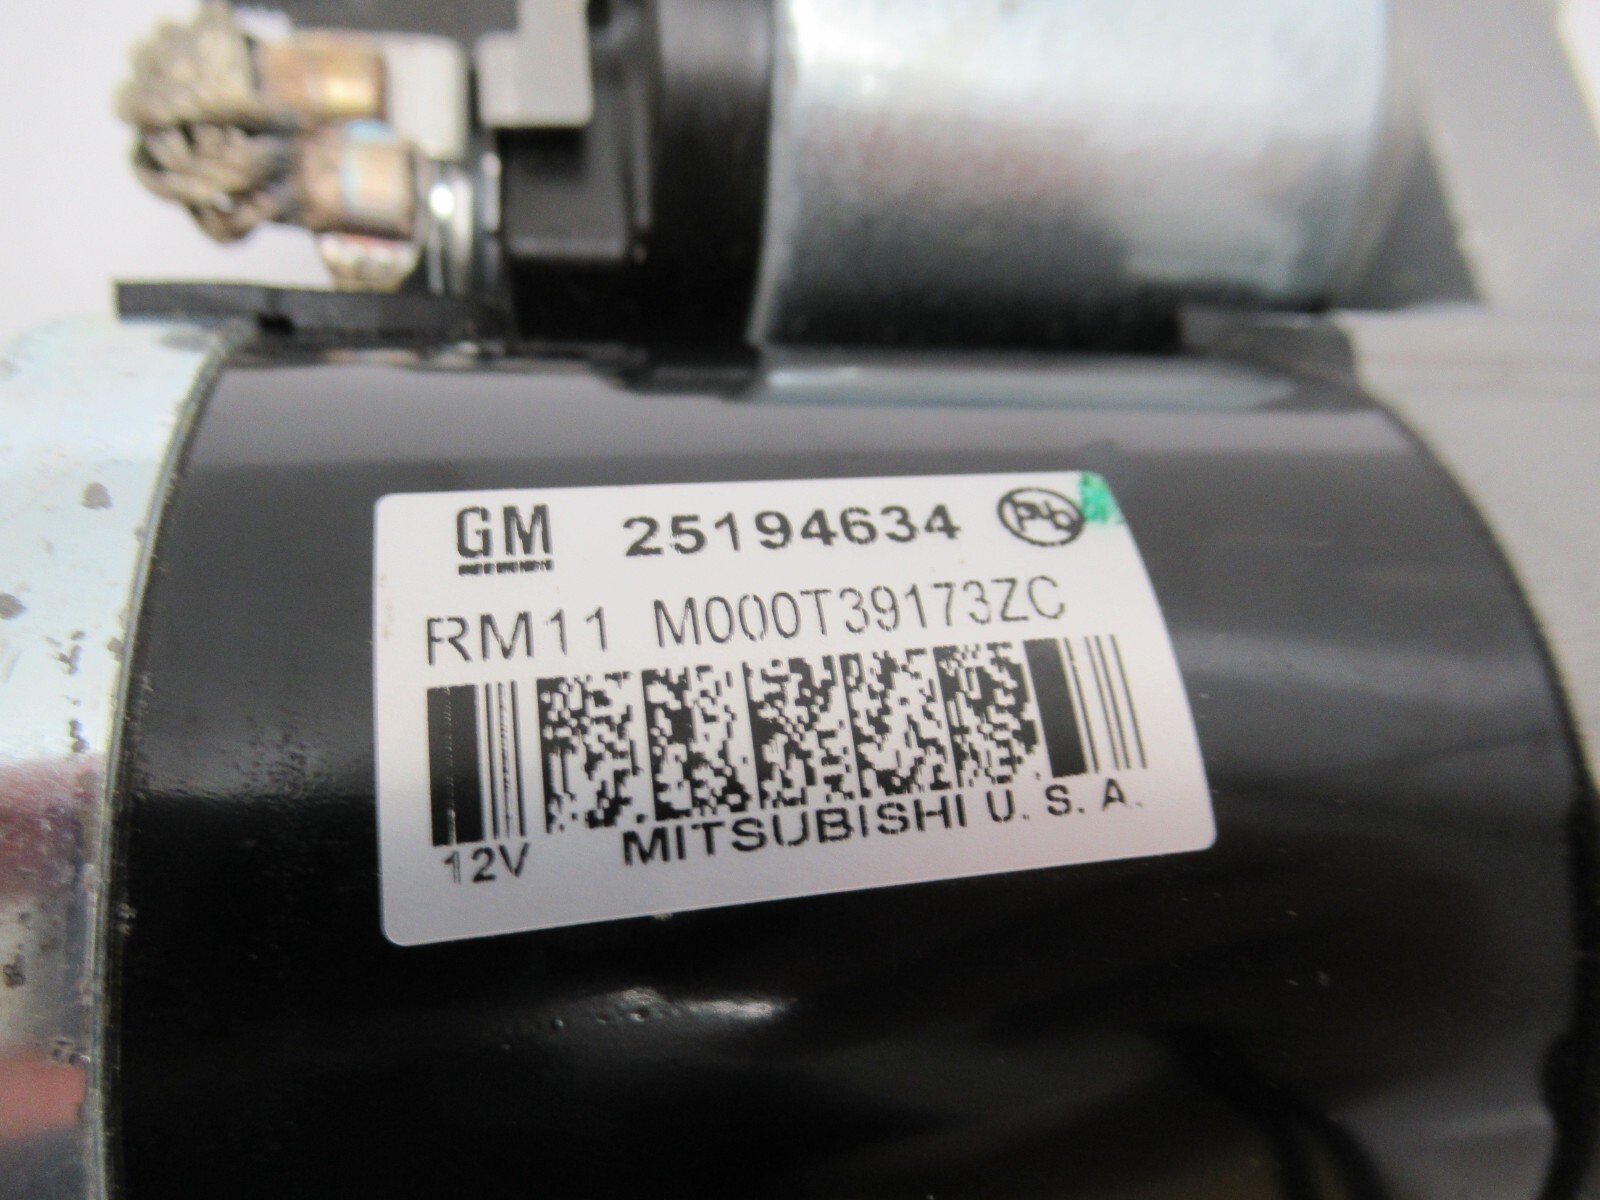 GM 25194634 Pb
RM11 M000T39173ZC
12V MITSUBISHI U. S. A.